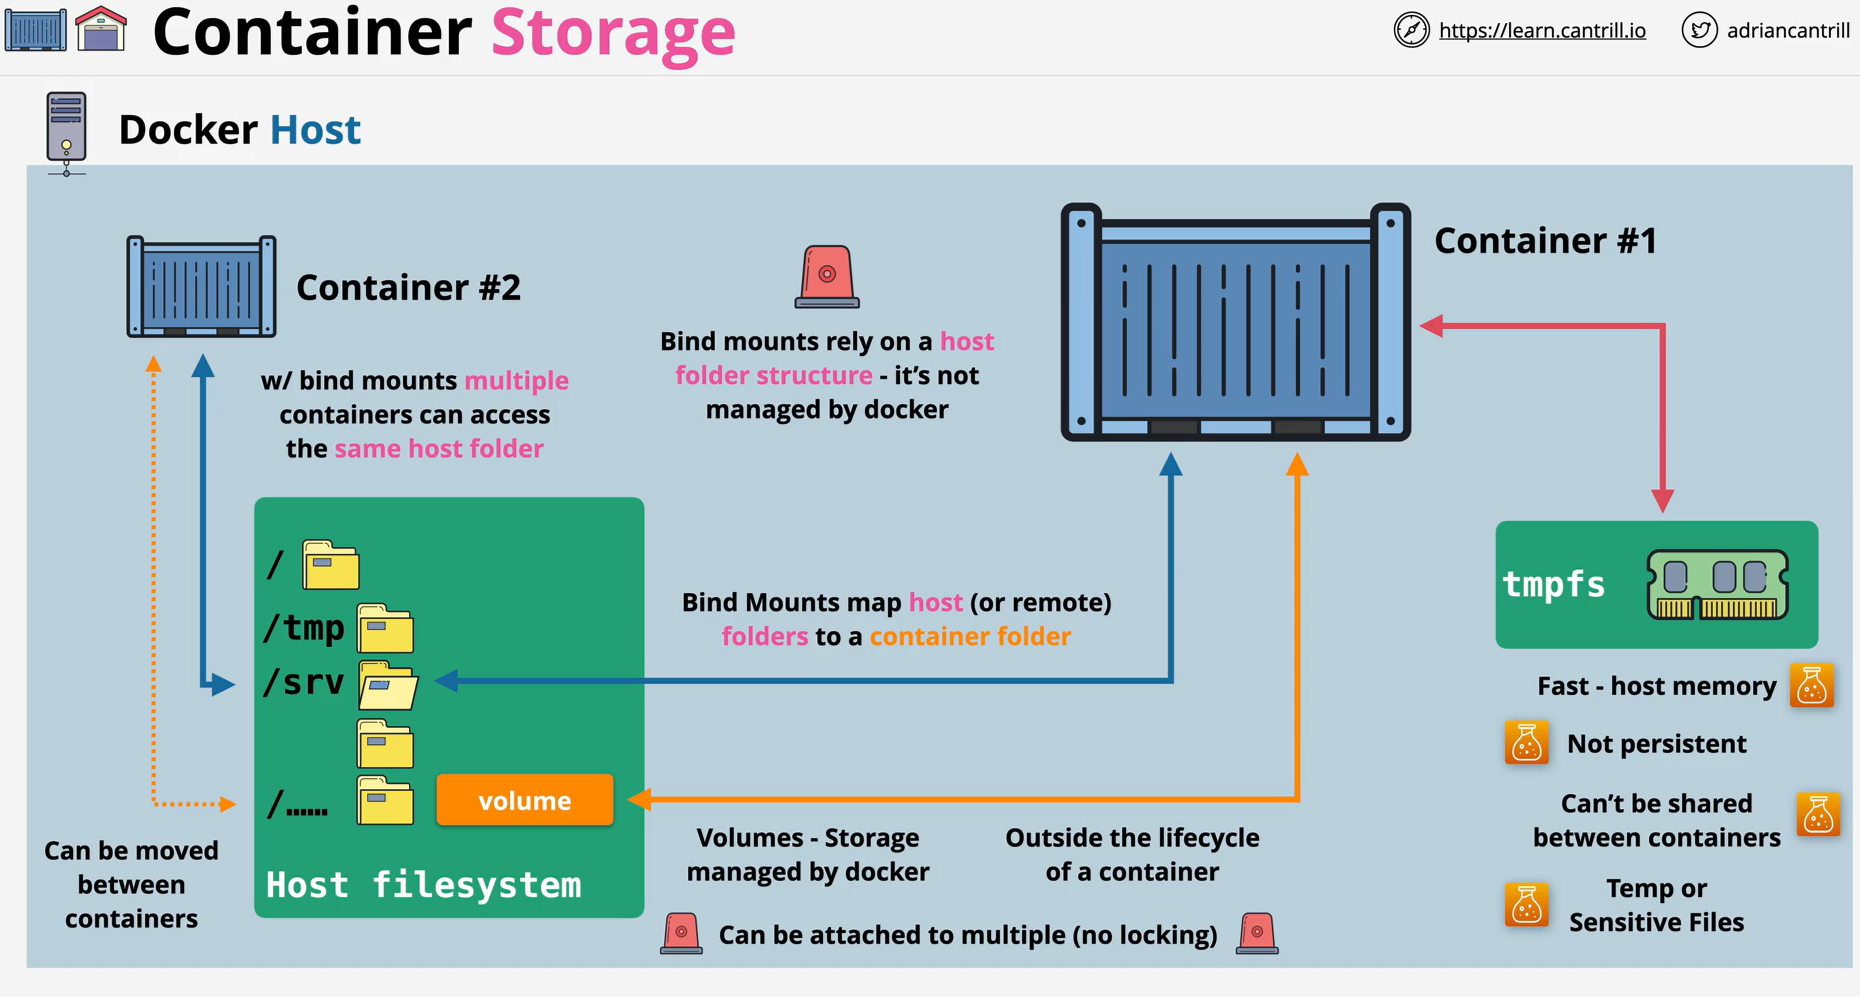 Container Storage
https://learn.cantrill.io
adriancantrill
Docker Host
Container #2
w/ bind mounts multiple
containers can access
the same host folder
Bind mounts rely on a host
folder structure - it's not
managed by docker
Container #1
/
/tmp
/srv
/......
volume
Host filesystem
Can be moved
between
containers
Bind Mounts map host (or remote)
folders to a container folder
Volumes - Storage
managed by docker
Outside the lifecycle
of a container
Can be attached to multiple (no locking)
tmpfs
Fast - host memory
Not persistent
Can't be shared
between containers
Temp or
Sensitive Files